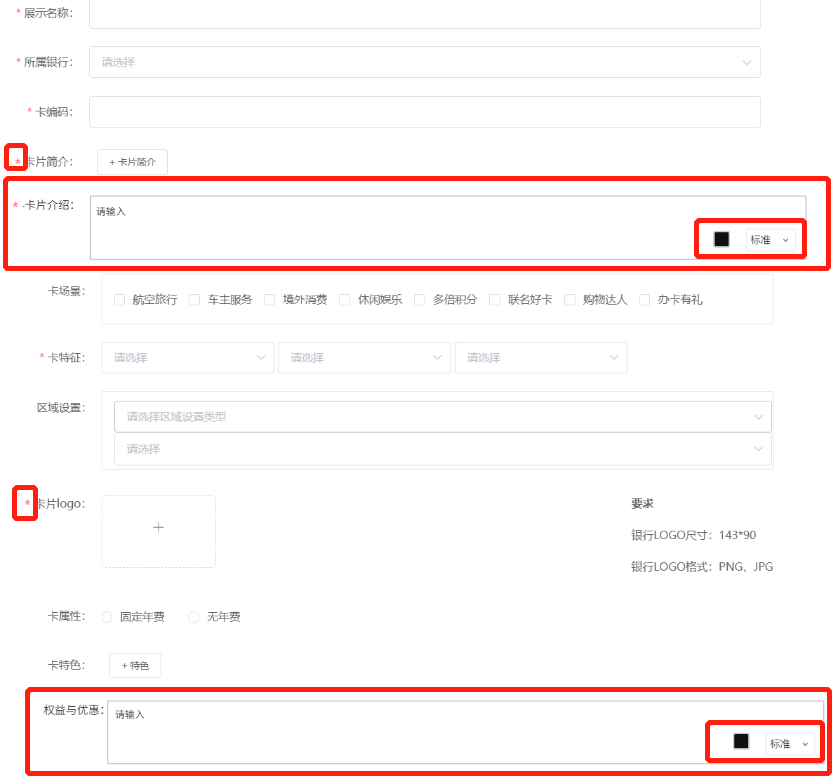 * 展示名称：
* 所属银行： 请选择
* 卡编码：
* 卡片简介： + 卡片简介
* -卡片介绍： 请输入
标准
卡场景： 航空旅行 车主服务 境外消费 休闲娱乐 多倍积分 联名好卡 购物达人 办卡有礼
* 卡特征： 请选择 请选择 请选择
区域设置： 请选择区域设置类型
请选择
* 卡片logo： + 要求
银行LOGO尺寸：143*90
银行LOGO格式：PNG、JPG
卡属性： 固定年费 无年费
卡特色： + 特色
权益与优惠： 请输入
标准